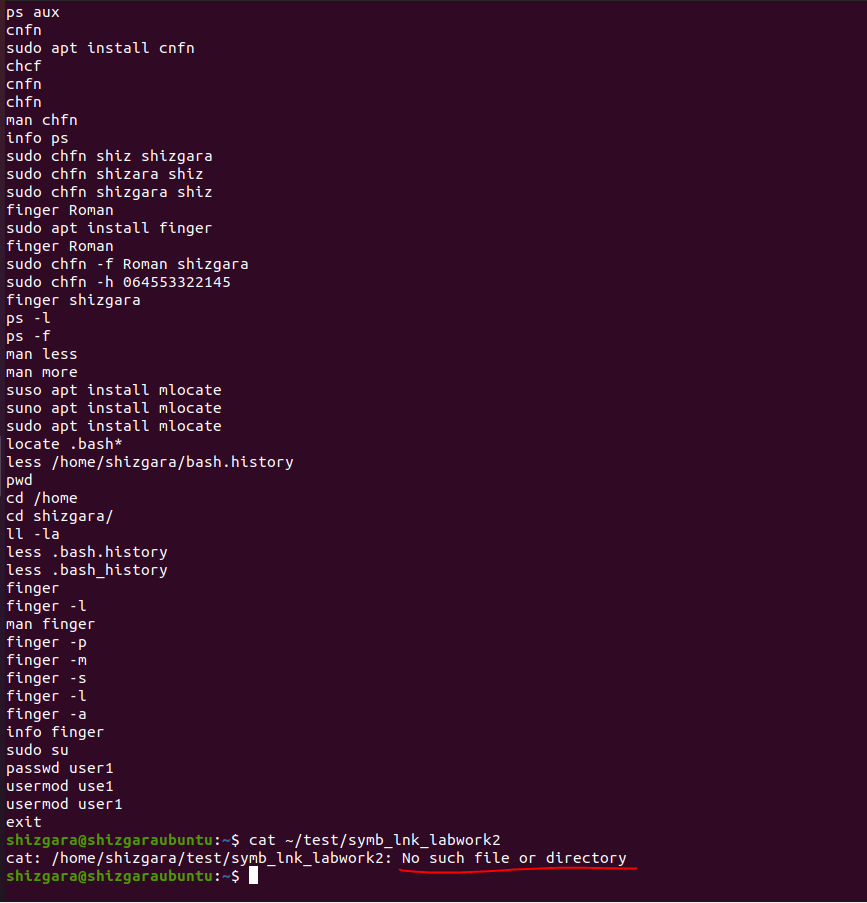 ps aux
cnfn
sudo apt install cnfn
chcf
cnfn
chfn
man chfn
info ps
sudo chfn shiz shizgara
sudo chfn shizara shiz
sudo chfn shizgara shiz
finger Roman
sudo apt install finger
finger Roman
sudo chfn -f Roman shizgara
sudo chfn -h 064553322145
finger shizgara
ps -l
ps -f
man less
man more
suso apt install mlocate
suno apt install mlocate
sudo apt install mlocate
locate .bash*
less /home/shizgara/bash.history
pwd
cd /home
cd shizgara/
ll -la
less .bash.history
less .bash_history
finger
finger -l
man finger
finger -p
finger -m
finger -s
finger -l
finger -a
info finger
sudo su
passwd user1
usermod use1
usermod user1
exit
shizgara@shizgaraubuntu:~$ cat ~/test/symb_lnk_labwork2
cat: /home/shizgara/test/symb_lnk_labwork2: No such file or directory
shizgara@shizgaraubuntu:~$